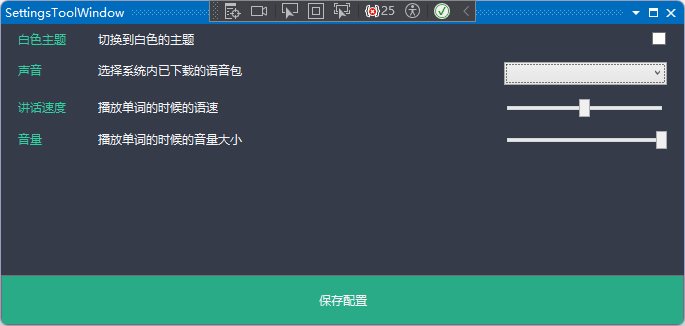 SettingsToolWindow
25
白色主题 切换到白色的主题
声音 选择系统内已下载的语音包
讲话速度 播放单词的时候的语速
音量 播放单词的时候的音量大小
保存配置